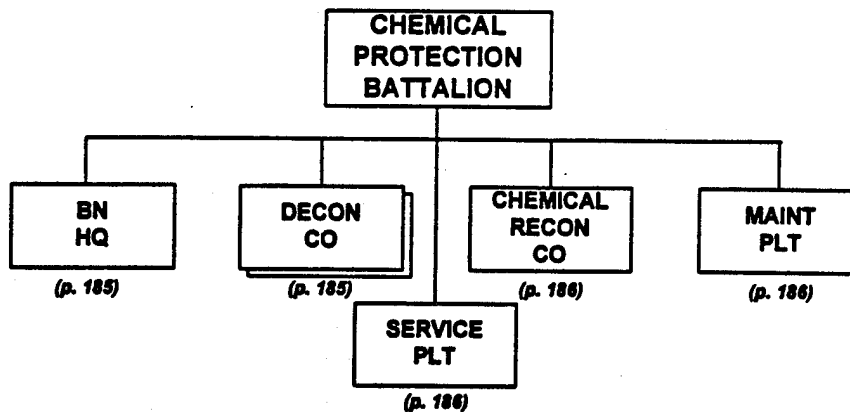 CHEMICAL
PROTECTION
BATTALION
BN
HQ
(p. 185)
DECON
CO
(p. 185)
CHEMICAL
RECON
CO
(p. 186)
MAINT
PLT
(p. 186)
SERVICE
PLT
(p. 186)